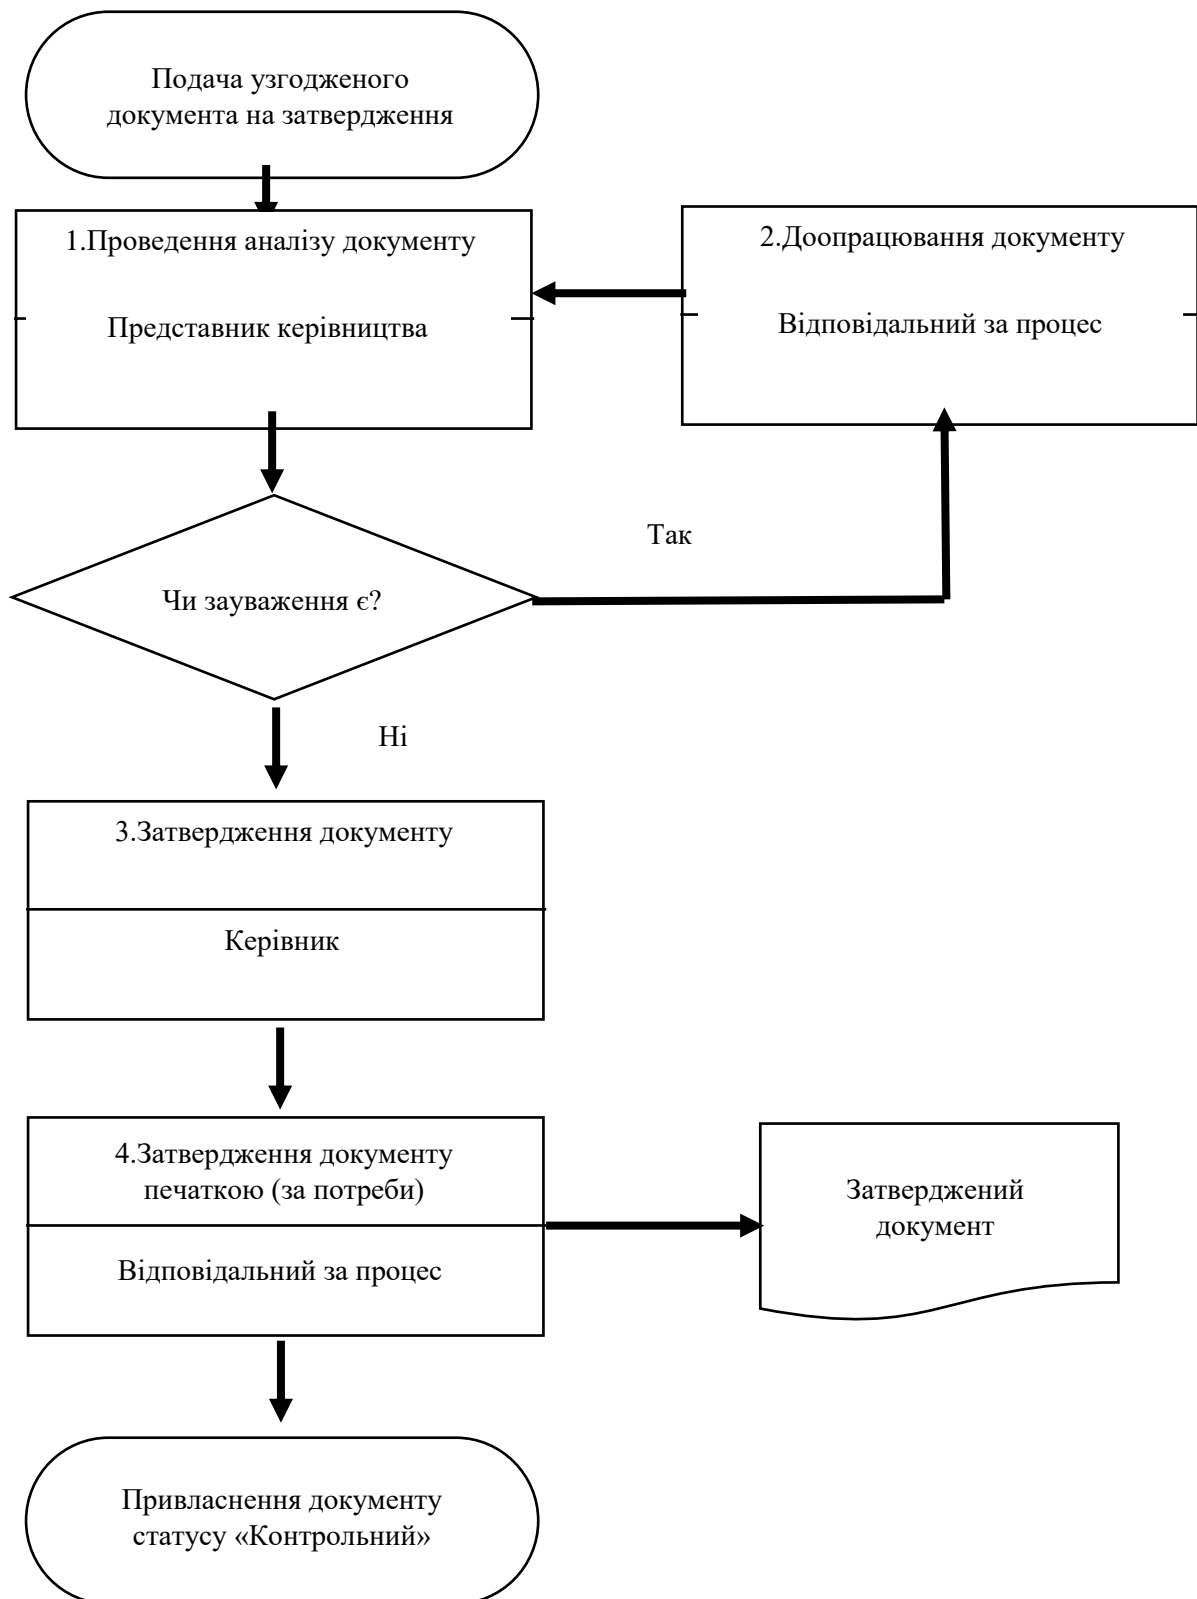 Подача узгодженого
документа на затвердження
1.Проведення аналізу документу
Представник керівництва
2.Доопрацювання документу
Відповідальний за процес
Чи зауваження є?
Так
Ні
3.Затвердження документу
Керівник
4.Затвердження документу
печаткою (за потреби)
Відповідальний за процес
Затверджений
документ
Привласнення документу
статусу «Контрольний»